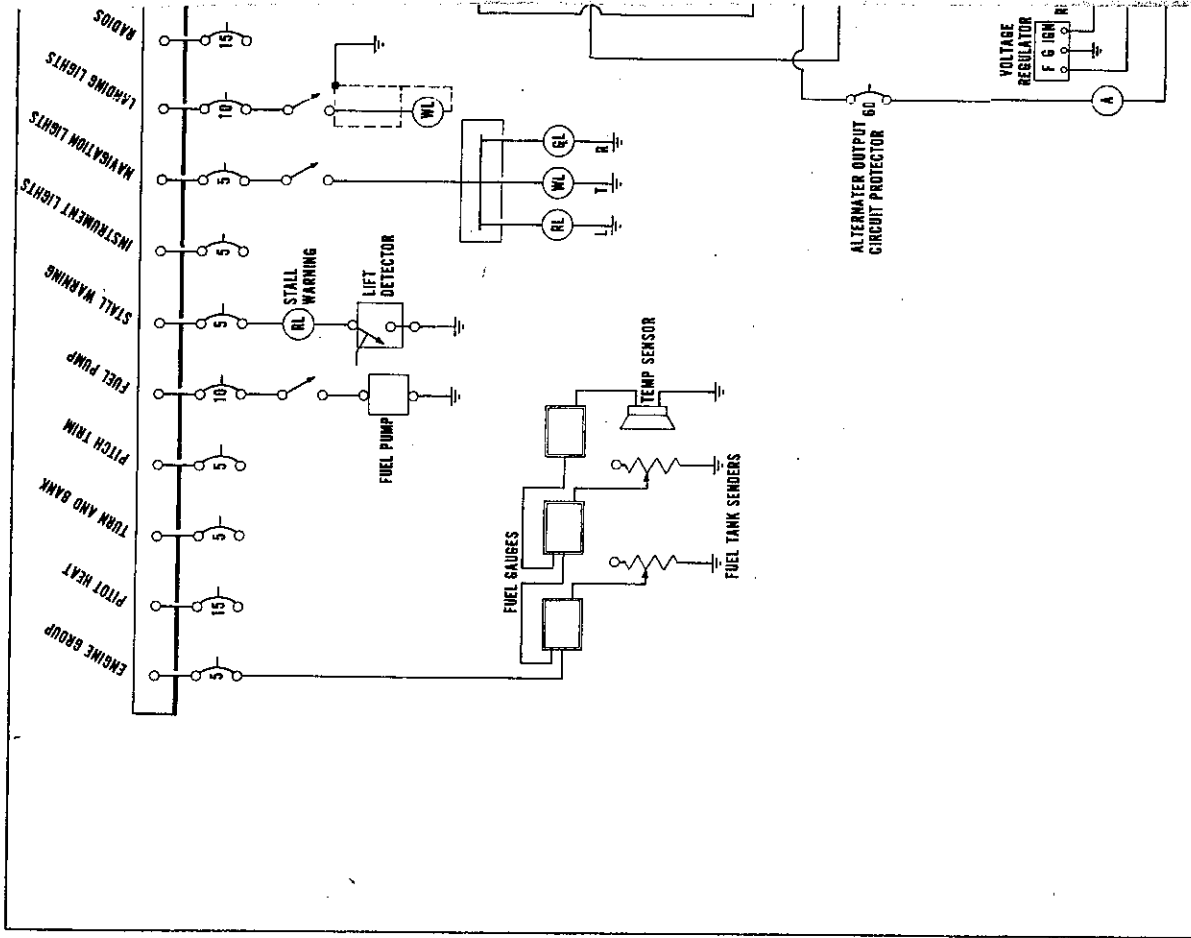 RADIOS
LANDING LIGHTS
NAVIGATION LIGHTS
INSTRUMENT LIGHTS
STALL WARNING
FUEL PUMP
PITCH TRIM
TURN AND BANK
PITOT HEAT
ENGINE GROUP
15
10
5
5
5
10
5
5
15
5
WL
GL
R
WL
T
RL
L
STALL
WARNING
RL
LIFT
DETECTOR
FUEL PUMP
TEMP SENSOR
FUEL GAUGES
FUEL TANK SENDERS
VOLTAGE
REGULATOR
F G IGN
R
60
A
ALTERNATER OUTPUT
CIRCUIT PROTECTOR